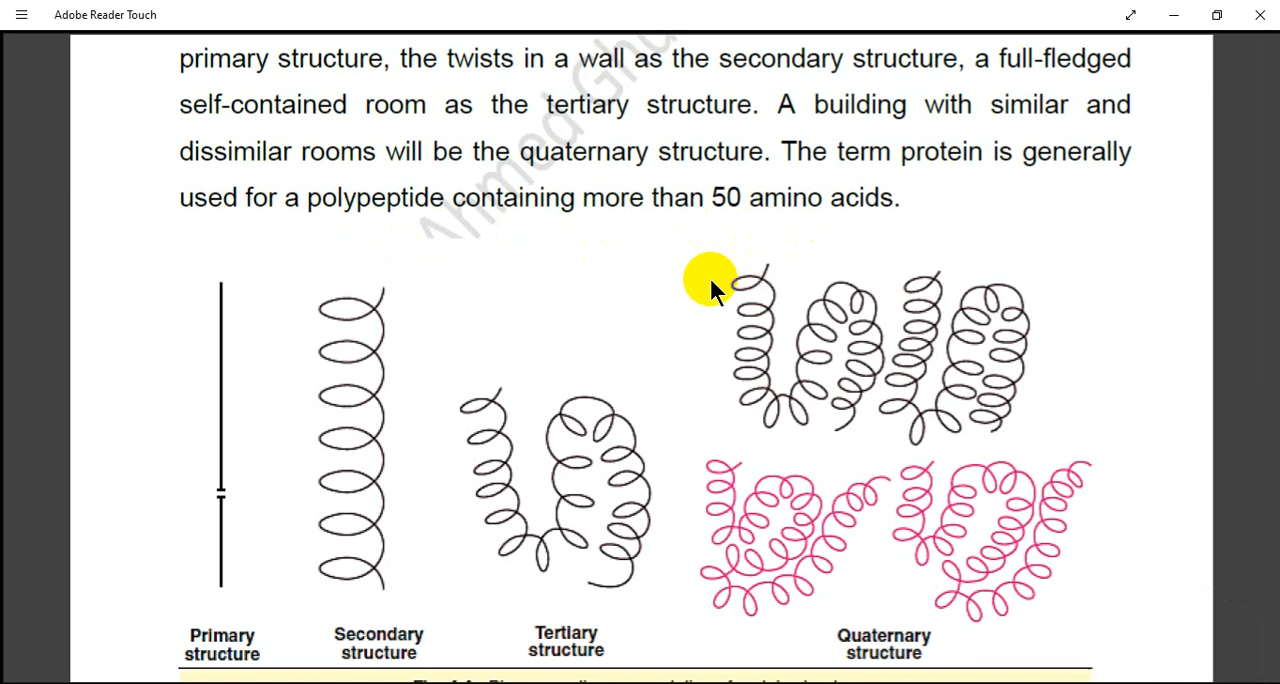 Adobe Reader Touch
primary structure, the twists in a wall as the secondary structure, a full-fledged
self-contained room as the tertiary structure. A building with similar and
dissimilar rooms will be the quaternary structure. The term protein is generally
used for a polypeptide containing more than 50 amino acids.
Ahmed
Primary
structure
Secondary
structure
Tertiary
structure
Quaternary
structure